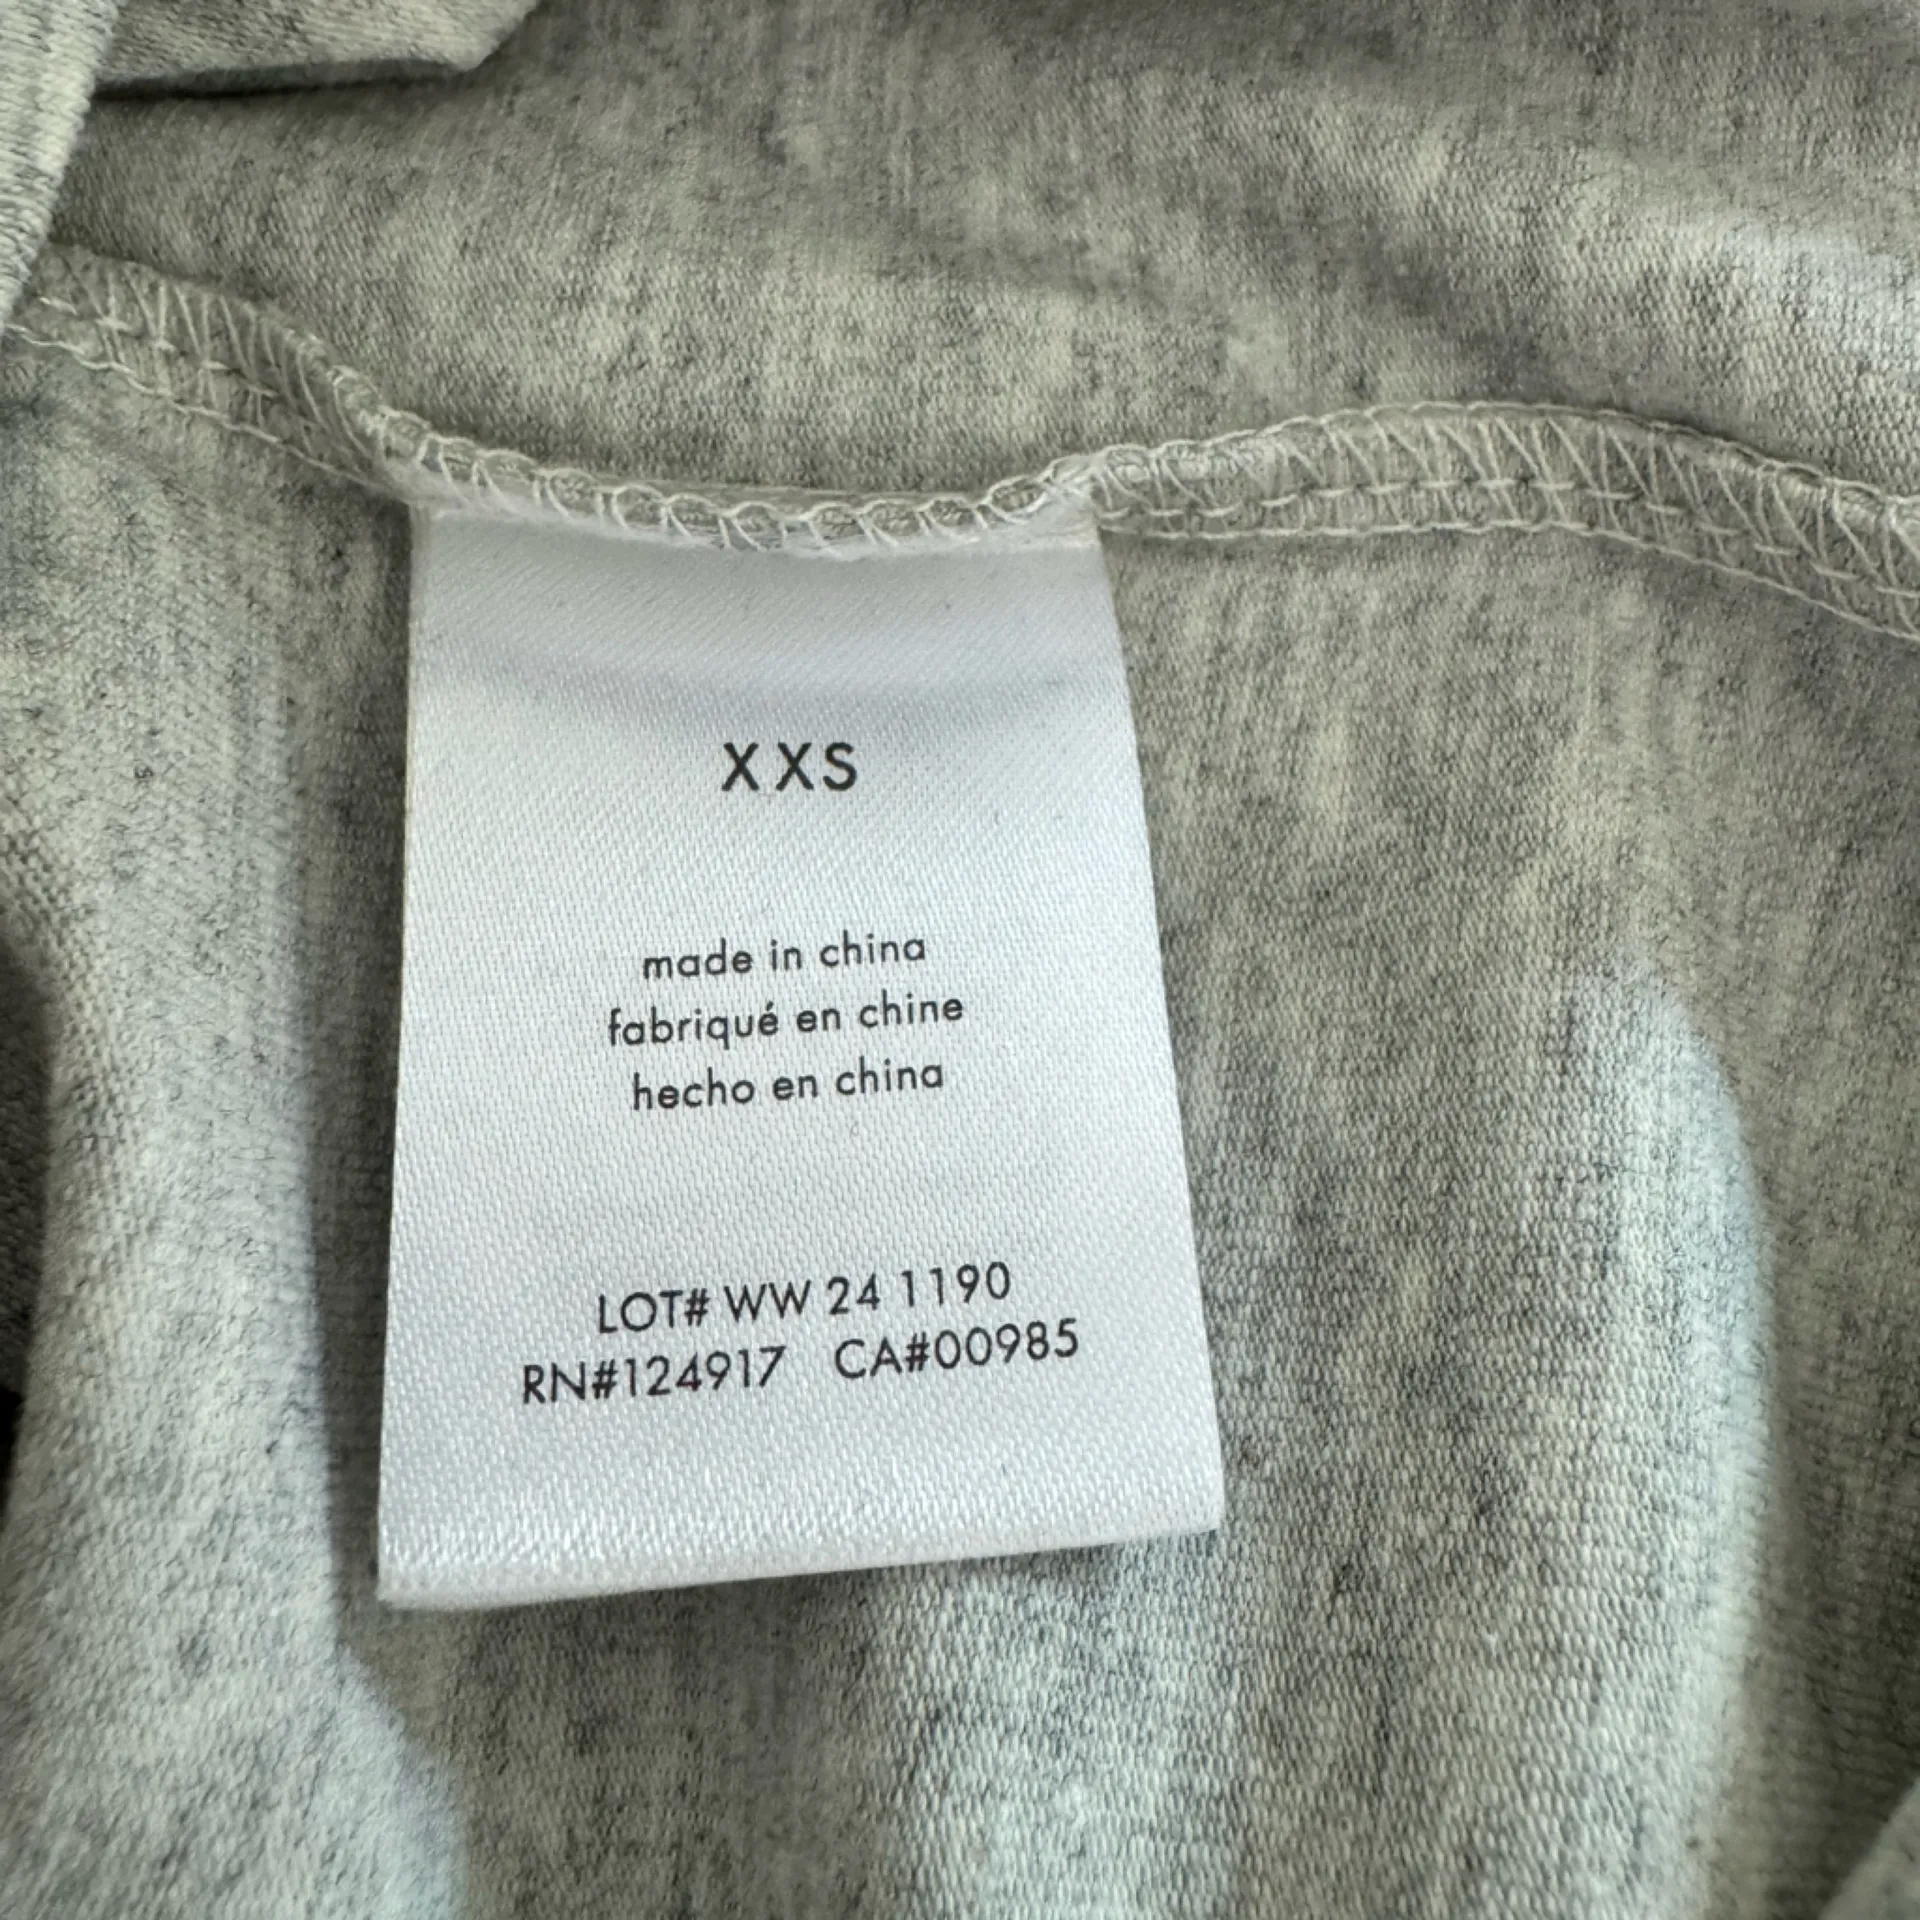 XXS
made in china
fabriqué en chine
hecho en china
LOT# WW 24 1190
RN#124917 CA#00985